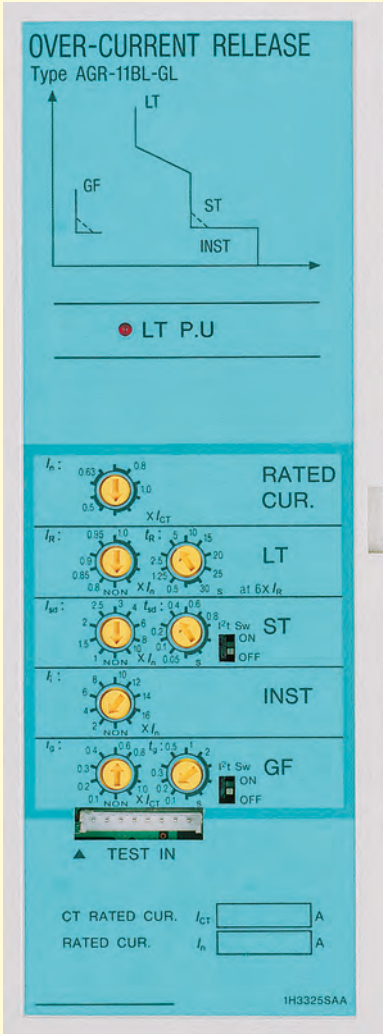 OVER-CURRENT RELEASE
Type AGR-11BL-GL
LT
GF
ST
INST
LT P.U
In : 0.5 0.63 0.8 1.0 X ICT
RATED CUR.
IR : 0.8 0.85 0.9 0.95 1.0 NON X In
tR : 0.5 1.25 2.5 5 10 15 20 25 30 s
LT
at 6X IR
Isd : 1 1.5 2 2.5 3 4 6 8 10 NON X In
tsd : 0.05 0.1 0.2 0.4 0.6 0.8 s
I²t Sw
ON
OFF
ST
Ii : 2 4 6 8 10 12 14 16 NON X In
INST
Ig : 0.1 0.2 0.3 0.4 0.6 0.8 1.0 NON X ICT
tg : 0.1 0.2 0.3 0.5 1 2 s
I²t Sw
ON
OFF
GF
▲ TEST IN
CT RATED CUR. ICT A
RATED CUR. In A
1H3325SAA